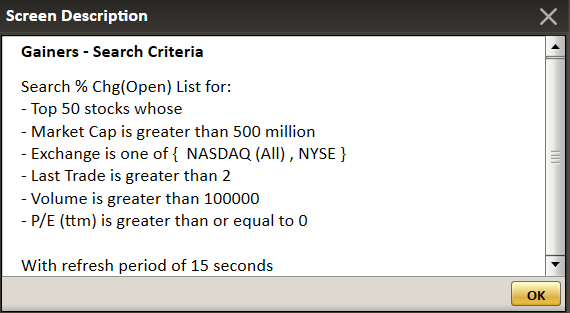 Screen Description
Gainers - Search Criteria
Search % Chg(Open) List for:
- Top 50 stocks whose
- Market Cap is greater than 500 million
- Exchange is one of {  NASDAQ (All) , NYSE }
- Last Trade is greater than 2
- Volume is greater than 100000
- P/E (ttm) is greater than or equal to 0
With refresh period of 15 seconds
OK